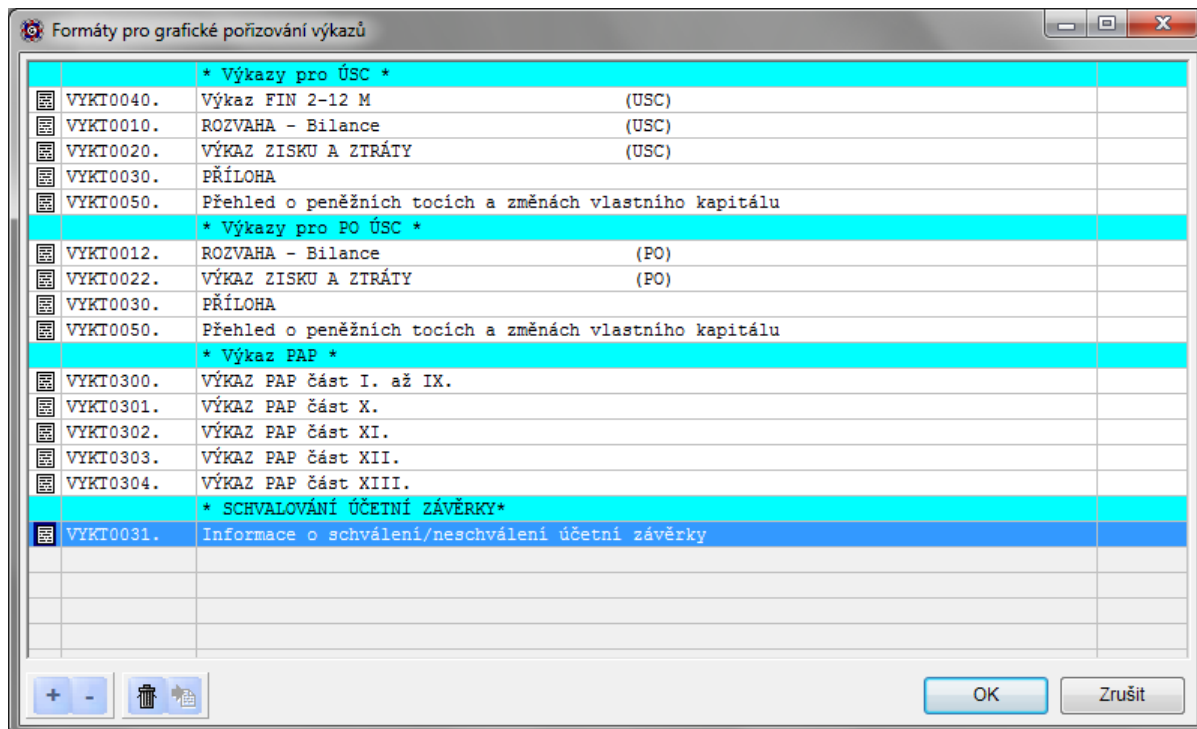 Formáty pro grafické pořizování výkazů
* Výkazy pro ÚSC *
VYKT0040. Výkaz FIN 2-12 M (USC)
VYKT0010. ROZVAHA - Bilance (USC)
VYKT0020. VÝKAZ ZISKU A ZTRÁTY (USC)
VYKT0030. PŘÍLOHA
VYKT0050. Přehled o peněžních tocích a změnách vlastního kapitálu
* Výkazy pro PO ÚSC *
VYKT0012. ROZVAHA - Bilance (PO)
VYKT0022. VÝKAZ ZISKU A ZTRÁTY (PO)
VYKT0030. PŘÍLOHA
VYKT0050. Přehled o peněžních tocích a změnách vlastního kapitálu
* Výkaz PAP *
VYKT0300. VÝKAZ PAP část I. až IX.
VYKT0301. VÝKAZ PAP část X.
VYKT0302. VÝKAZ PAP část XI.
VYKT0303. VÝKAZ PAP část XII.
VYKT0304. VÝKAZ PAP část XIII.
* SCHVALOVÁNÍ ÚČETNÍ ZÁVĚRKY*
VYKT0031. Informace o schválení/neschválení účetní závěrky
+ - OK Zrušit